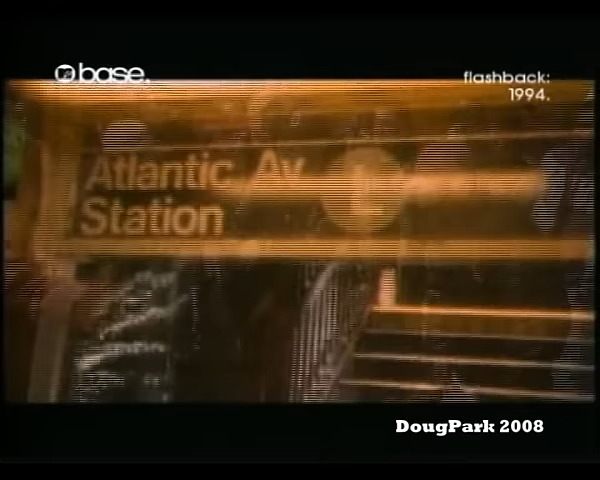 base.
flashback:
1994.
Atlantic Av
Station
L
DougPark 2008